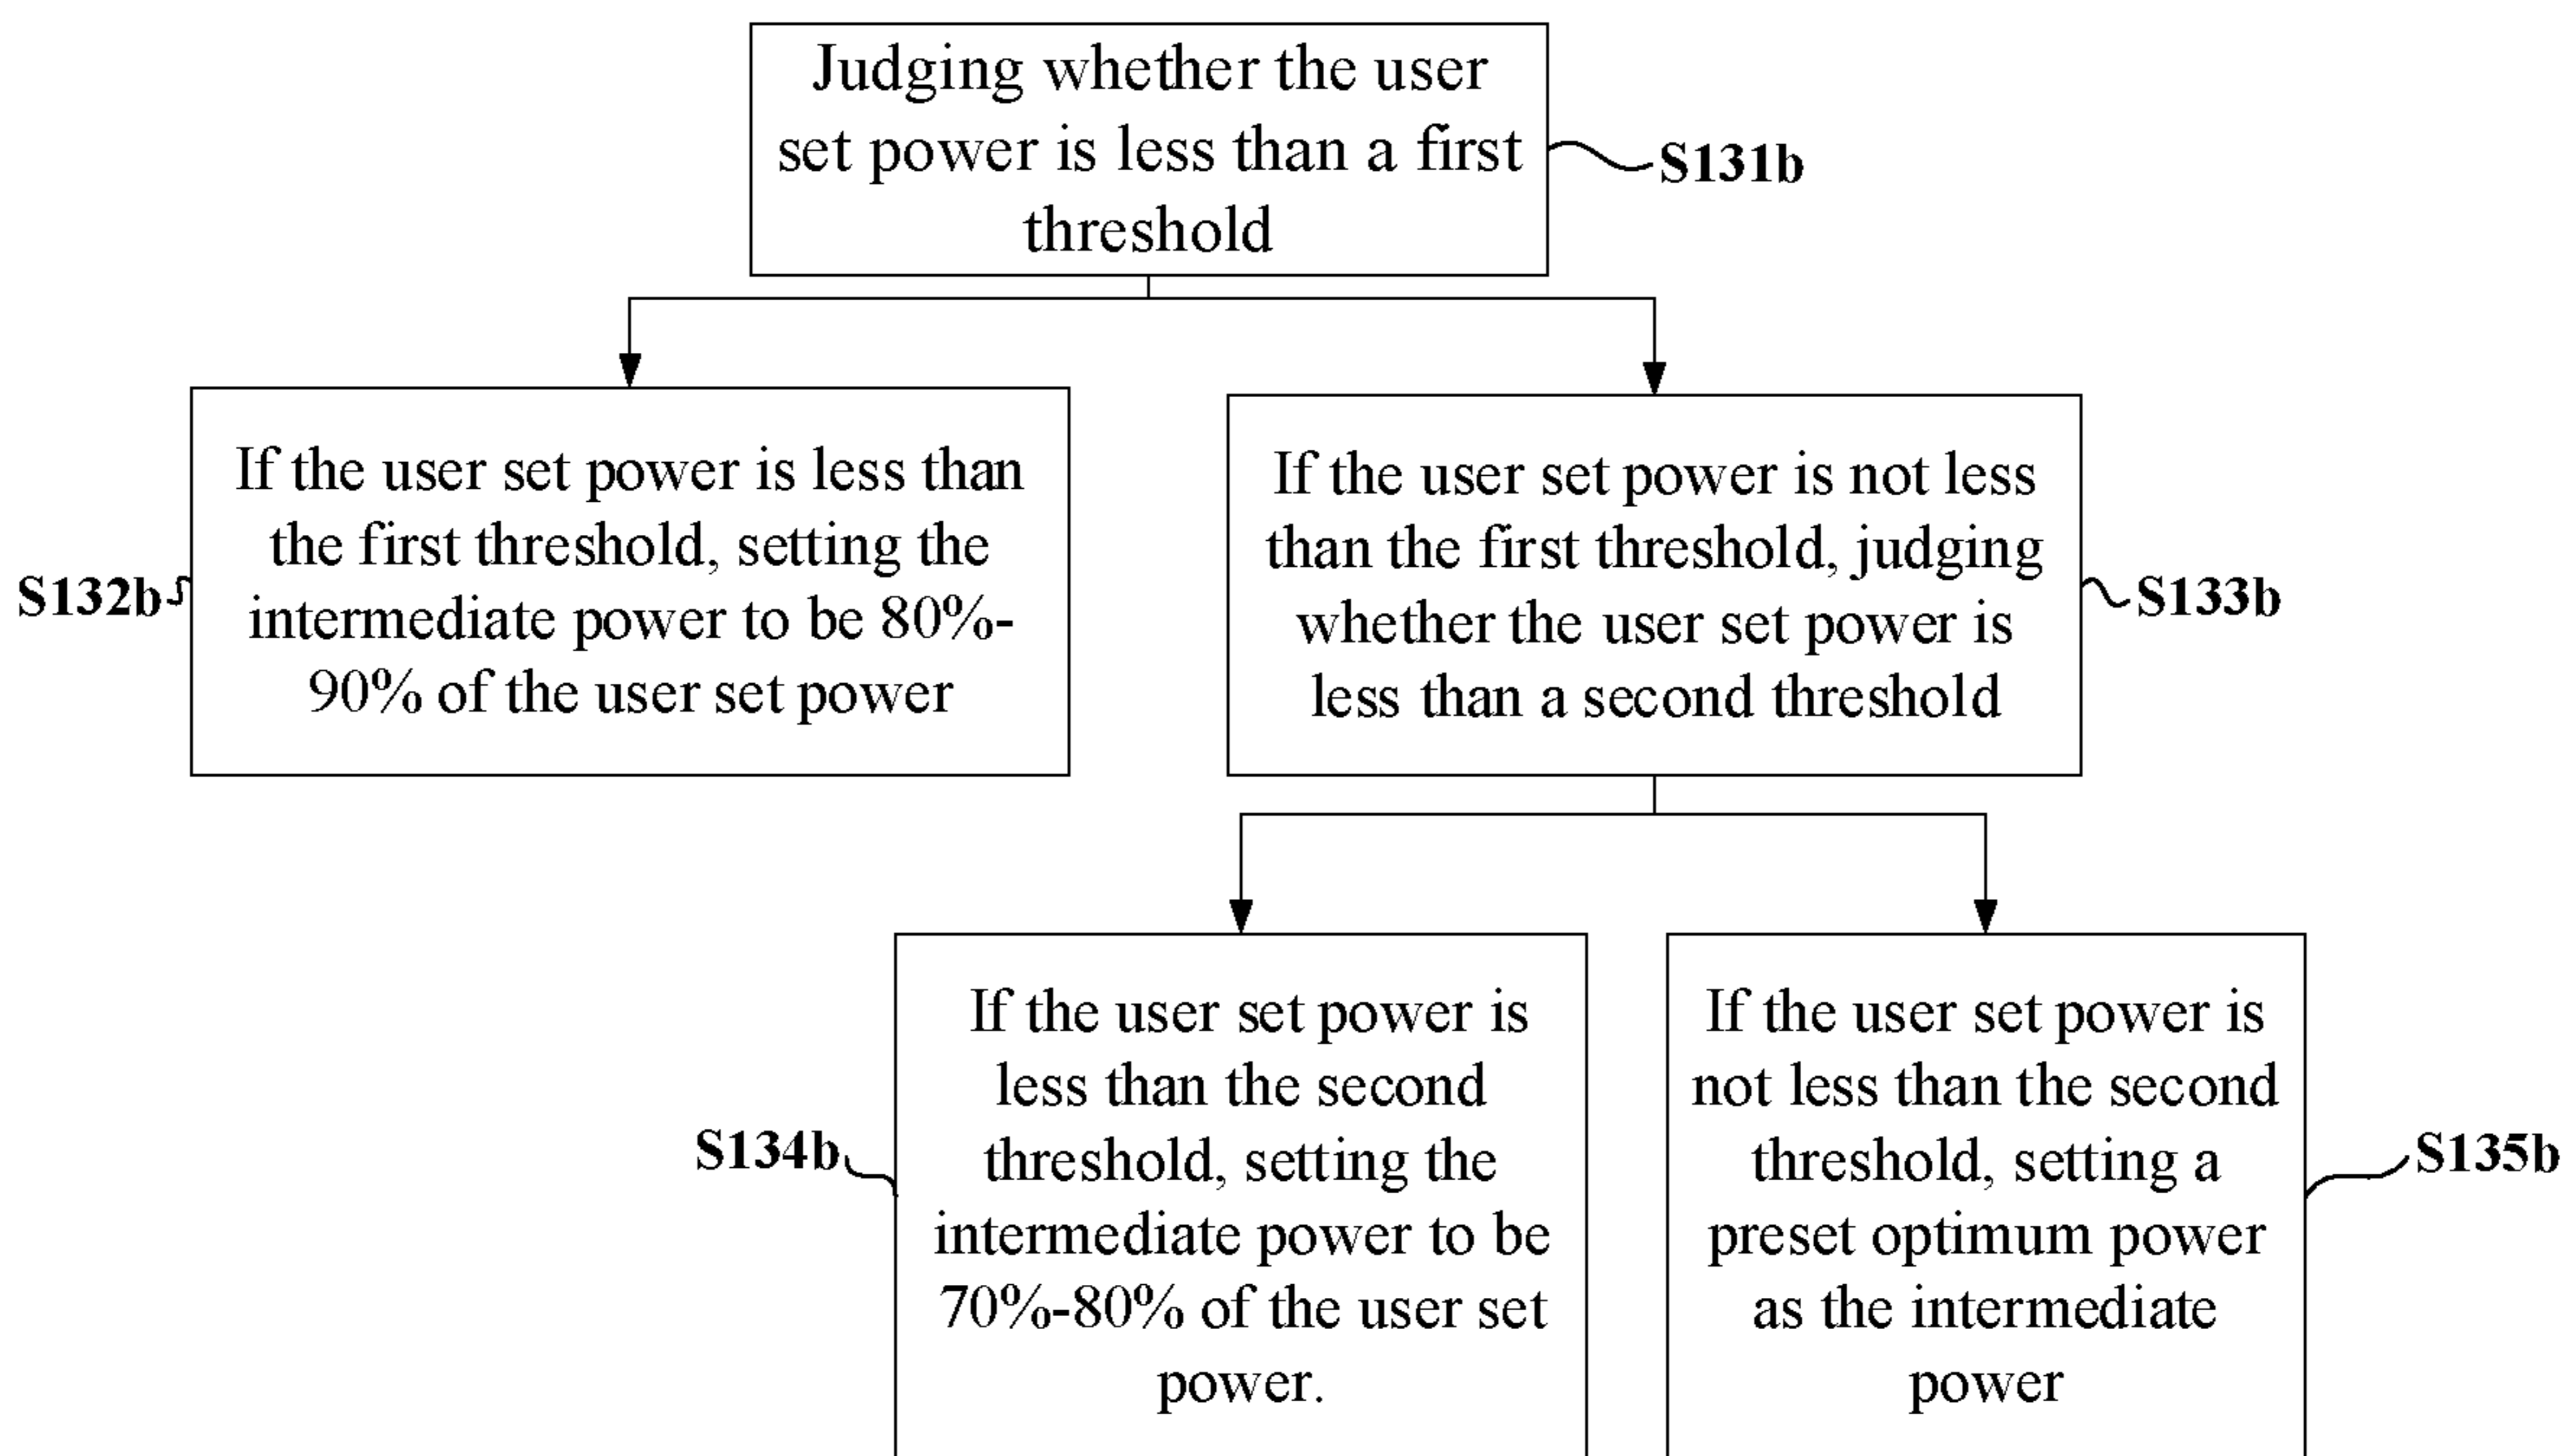 Judging whether the user
set power is less than a first
threshold
S131b
If the user set power is less than
the first threshold, setting the
intermediate power to be 80%-
90% of the user set power
S132b
If the user set power is not less
than the first threshold, judging
whether the user set power is
less than a second threshold
S133b
If the user set power is
less than the second
threshold, setting the
intermediate power to be
70%-80% of the user set
power.
S134b
If the user set power is
not less than the second
threshold, setting a
preset optimum power
as the intermediate
power
S135b